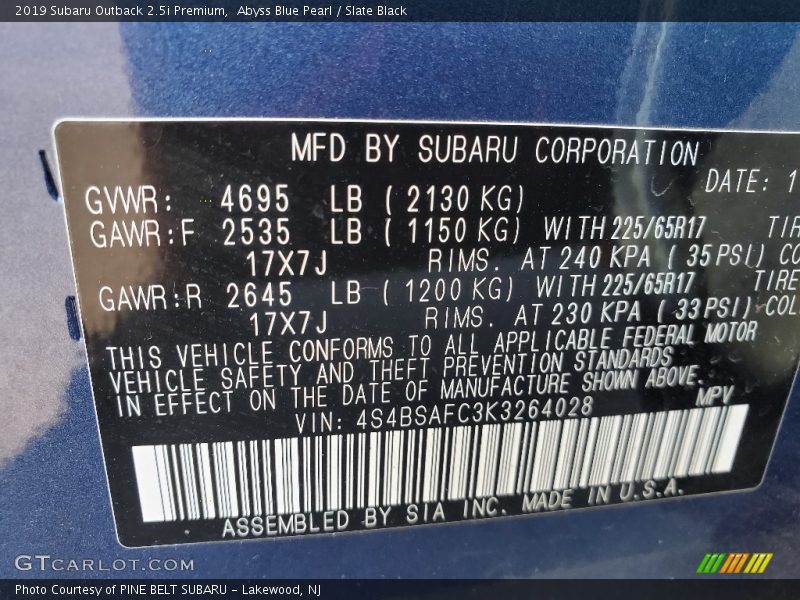 2019 Subaru Outback 2.5i Premium,  Abyss Blue Pearl / Slate Black
MFD BY SUBARU CORPORATION
DATE: 1
GVWR: 4695 LB (2130 KG)
GAWR:F 2535 LB (1150 KG) WITH 225/65R17 TIR
17X7J RIMS. AT 240 KPA (35 PSI) CO
GAWR:R 2645 LB (1200 KG) WITH 225/65R17 TIRE
17X7J RIMS. AT 230 KPA (33 PSI) COL
THIS VEHICLE CONFORMS TO ALL APPLICABLE FEDERAL MOTOR
VEHICLE SAFETY AND THEFT PREVENTION STANDARDS
IN EFFECT ON THE DATE OF MANUFACTURE SHOWN ABOVE.
VIN: 4S4BSAFC3K3264028 MPV
ASSEMBLED BY SIA INC. MADE IN U.S.A.
GTCARLOT.COM
Photo Courtesy of PINE BELT SUBARU - Lakewood, NJ